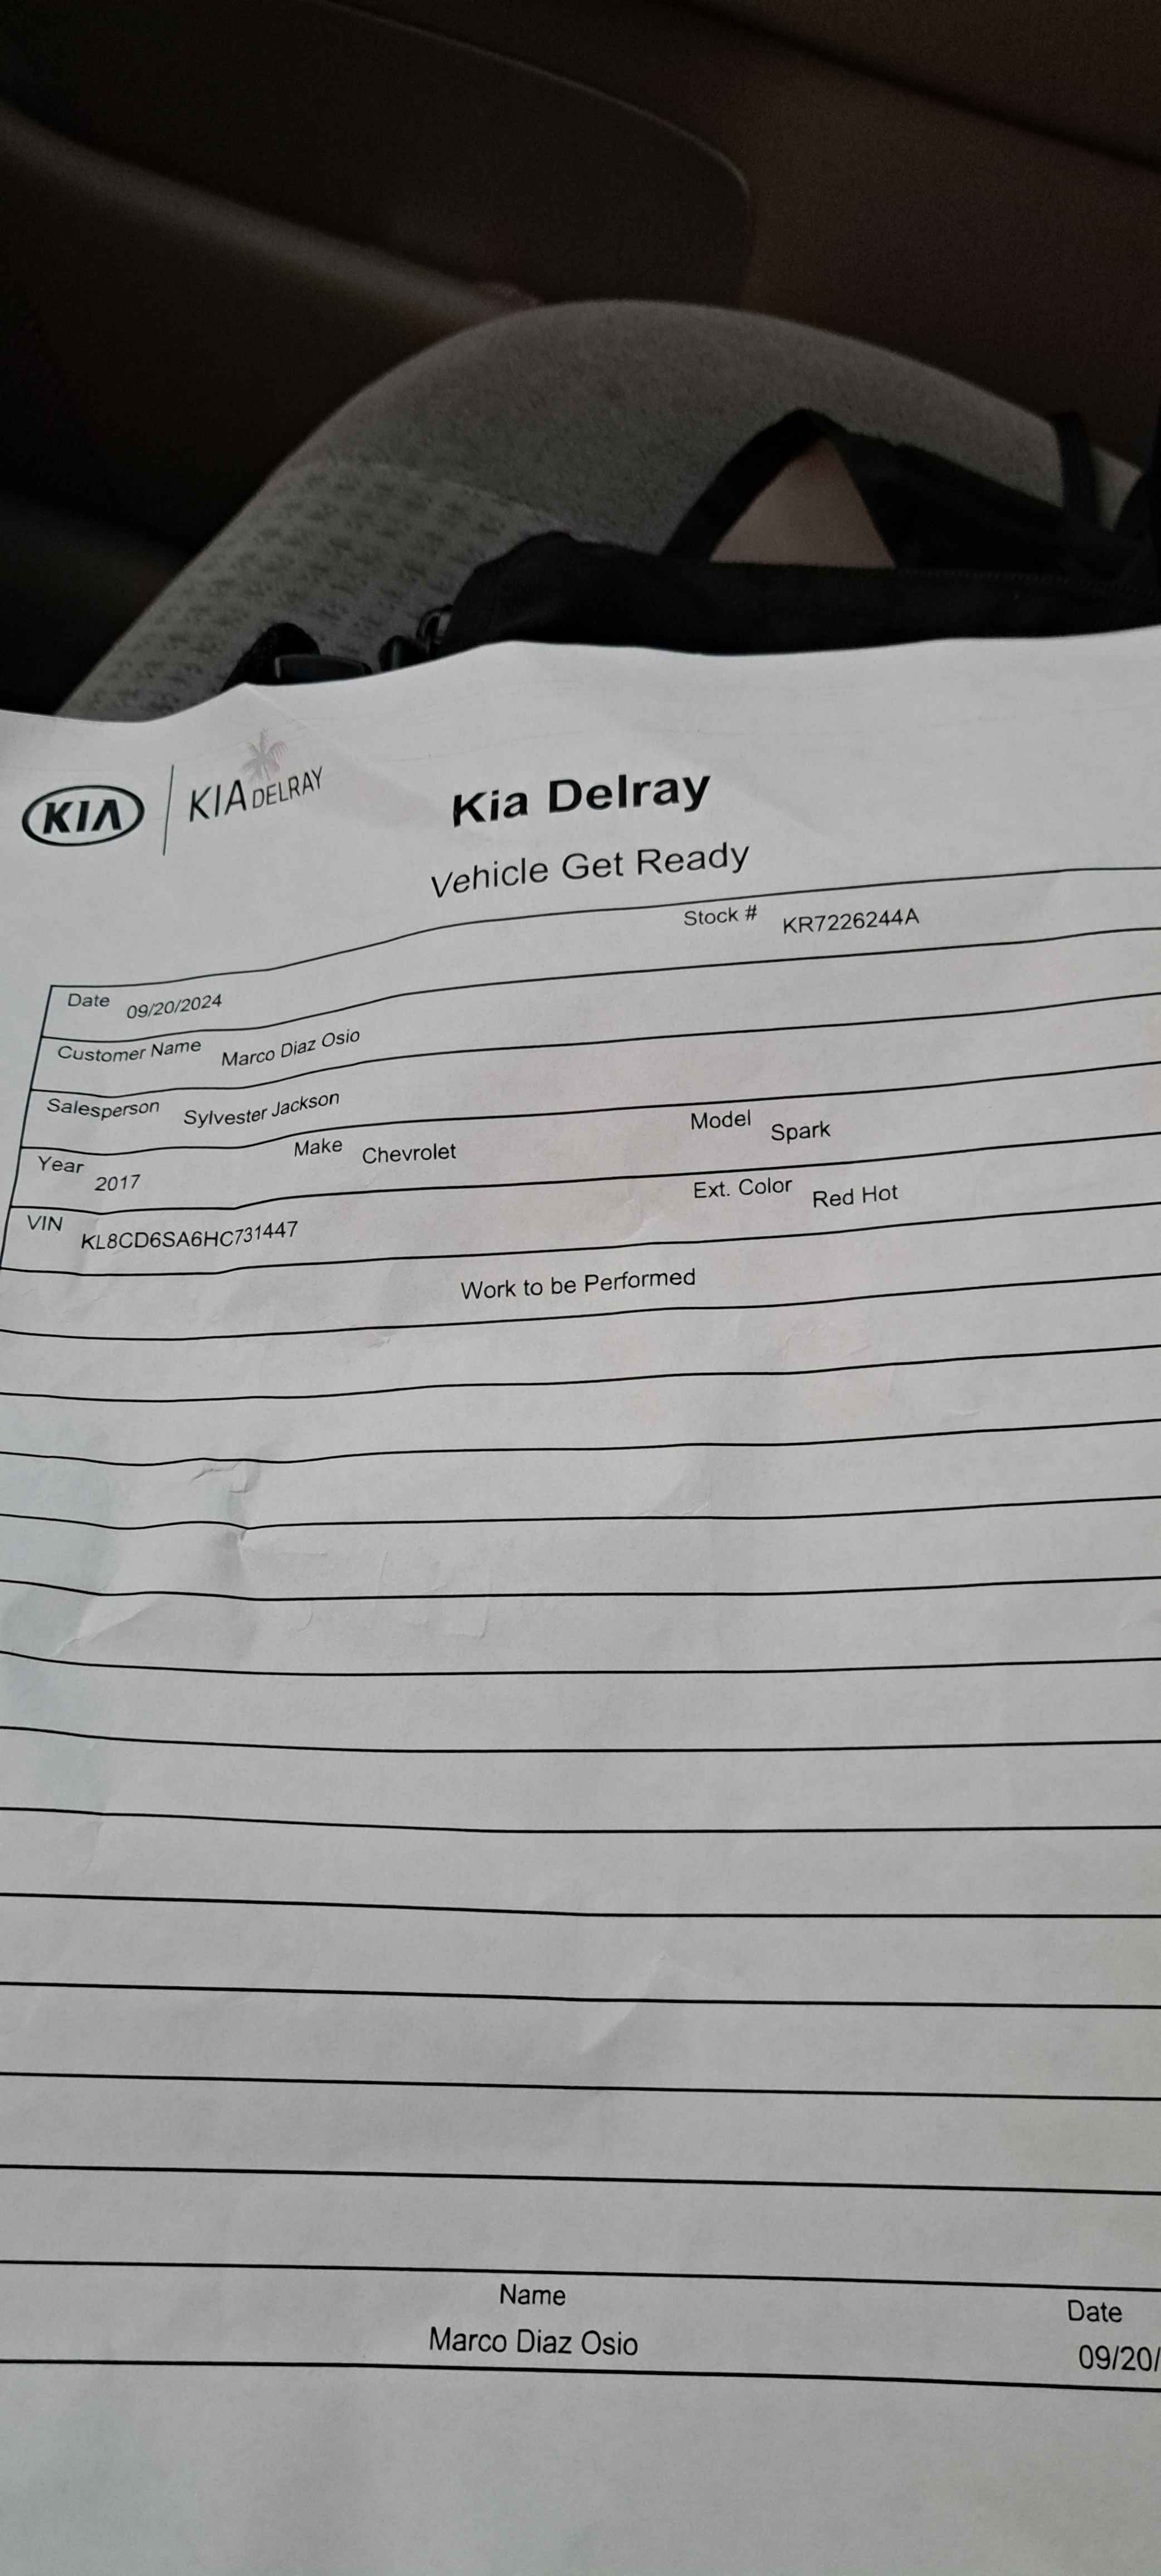 KIA KIA DELRAY
Kia Delray
Vehicle Get Ready
Date 09/20/2024 Stock # KR7226244A
Customer Name Marco Diaz Osio
Salesperson Sylvester Jackson
Year 2017 Make Chevrolet Model Spark
VIN KL8CD6SA6HC731447 Ext. Color Red Hot
Work to be Performed
Name Date
Marco Diaz Osio 09/20/